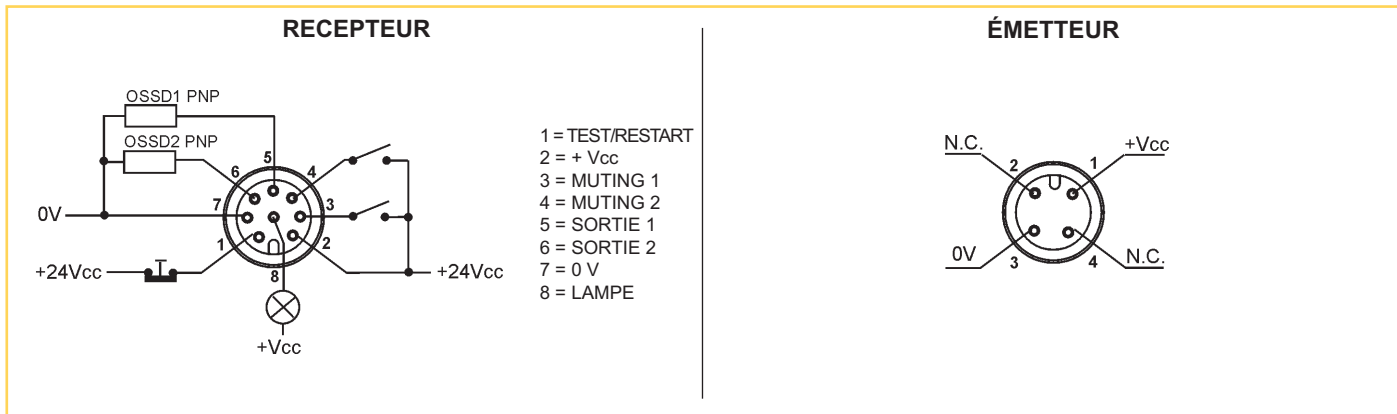 RECEPTEUR
OSSD1 PNP
OSSD2 PNP
5
6
4
7
3
0V
1
2
+24Vcc
8
+24Vcc
+Vcc
1 = TEST/RESTART
2 = + Vcc
3 = MUTING 1
4 = MUTING 2
5 = SORTIE 1
6 = SORTIE 2
7 = 0 V
8 = LAMPE
ÉMETTEUR
N.C.
+Vcc
2
1
0V
3
4
N.C.